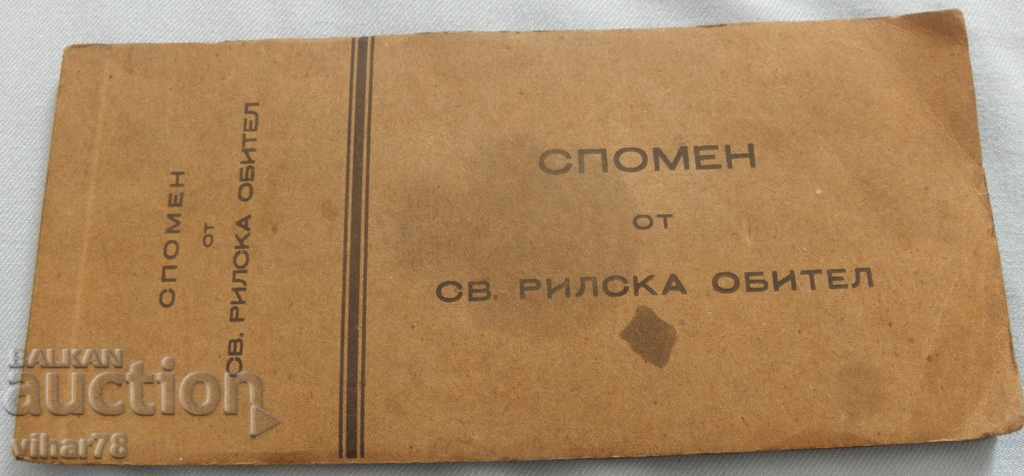 СПОМЕН
от
СВ. РИЛСКА ОБИТЕЛ
СПОМЕН
от
СВ. РИЛСКА ОБИТЕЛ
BALKAN
auction
vihar78